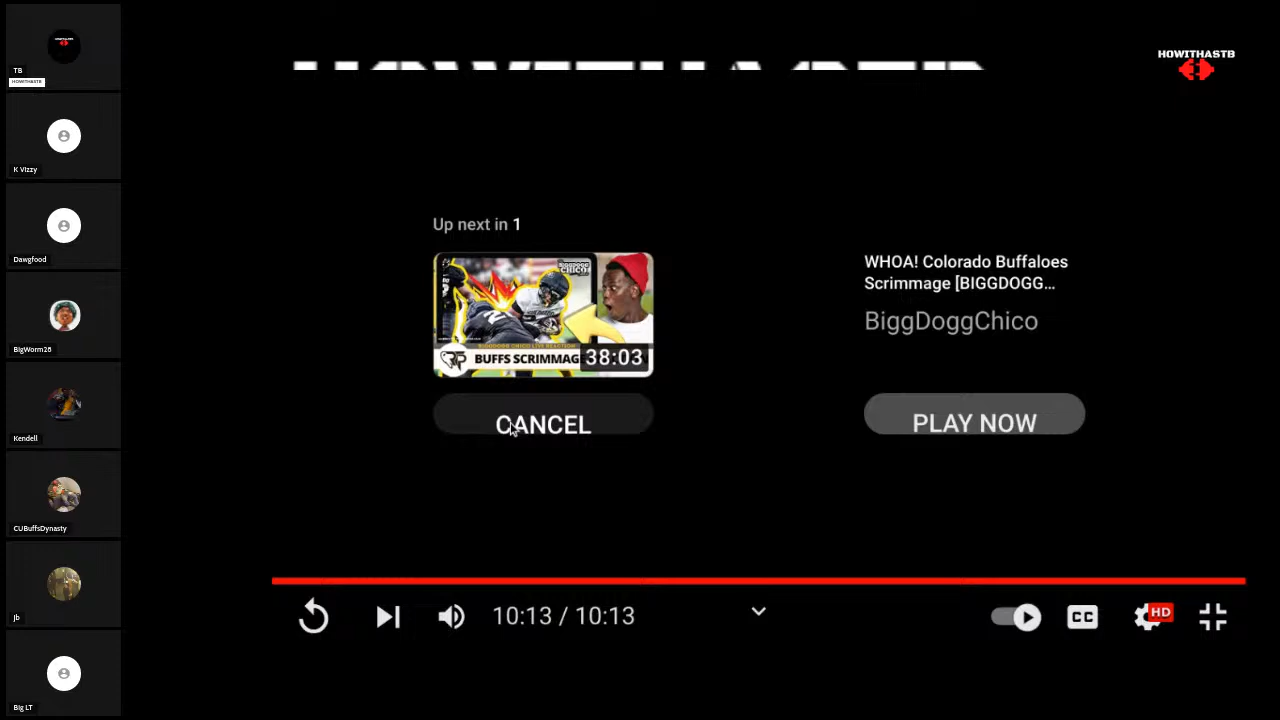 TB
HOWITHASTB
K Vizzy
Dawgfood
BigWorm28
Kendell
CUBuffsDynasty
Jb
Big LT
HOWITHASTB
Up next in 1
BUFFS SCRIMMAGE
38:03
CANCEL
WHOA! Colorado Buffaloes
Scrimmage [BIGGDOGG...
BiggDoggChico
PLAY NOW
10:13 / 10:13
CC
HD